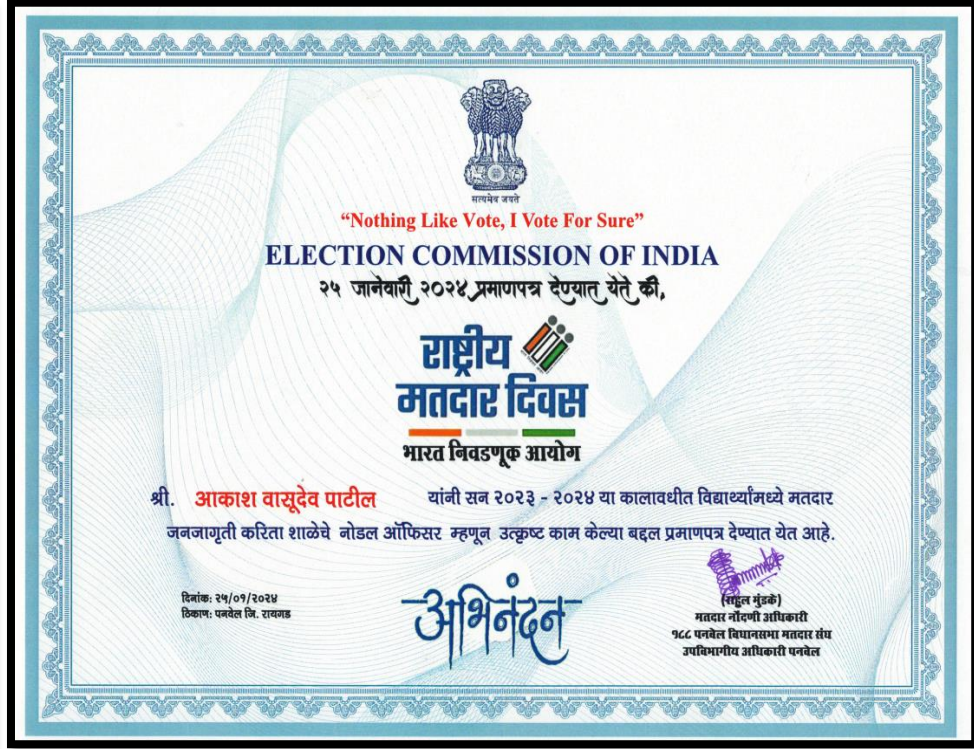 सत्यमेव जयते
“Nothing Like Vote, I Vote For Sure”
ELECTION COMMISSION OF INDIA
२५ जानेवारी २०२४ प्रमाणपत्र देण्यात येते की,
राष्ट्रीय
मतदार दिवस
भारत निवडणूक आयोग
श्री. आकाश वासूदेव पाटील यांनी सन २०२३ - २०२४ या कालावधीत विद्यार्थ्यांमध्ये मतदार
जनजागृती करिता शाळेचे नोडल ऑफिसर म्हणून उत्कृष्ट काम केल्या बद्दल प्रमाणपत्र देण्यात येत आहे.
दिनांक: २५/०१/२०२४
ठिकाण: पनवेल जि. रायगड
अभिनंदन
(राहूल मुंडके)
मतदार नोंदणी अधिकारी
१८८ पनवेल विधानसभा मतदार संघ
उपविभागीय अधिकारी पनवेल